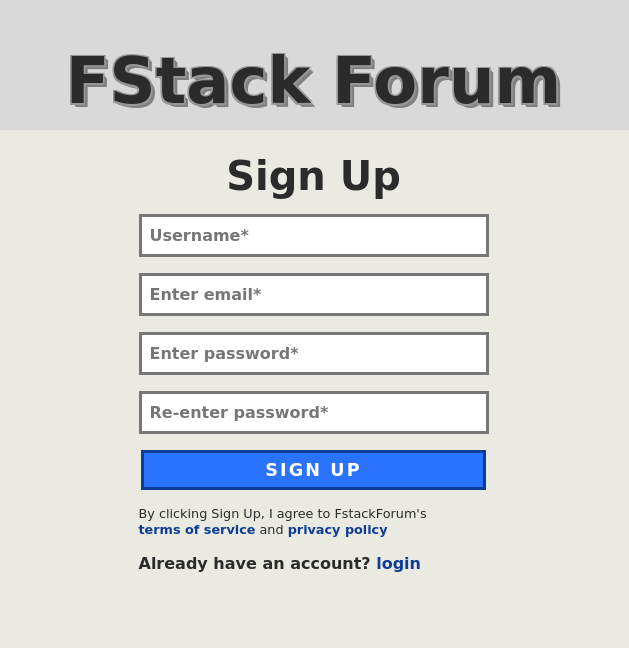 FStack Forum
Sign Up
Username*
Enter email*
Enter password*
Re-enter password*
SIGN UP
By clicking Sign Up, I agree to FstackForum's
terms of service and privacy policy
Already have an account? login